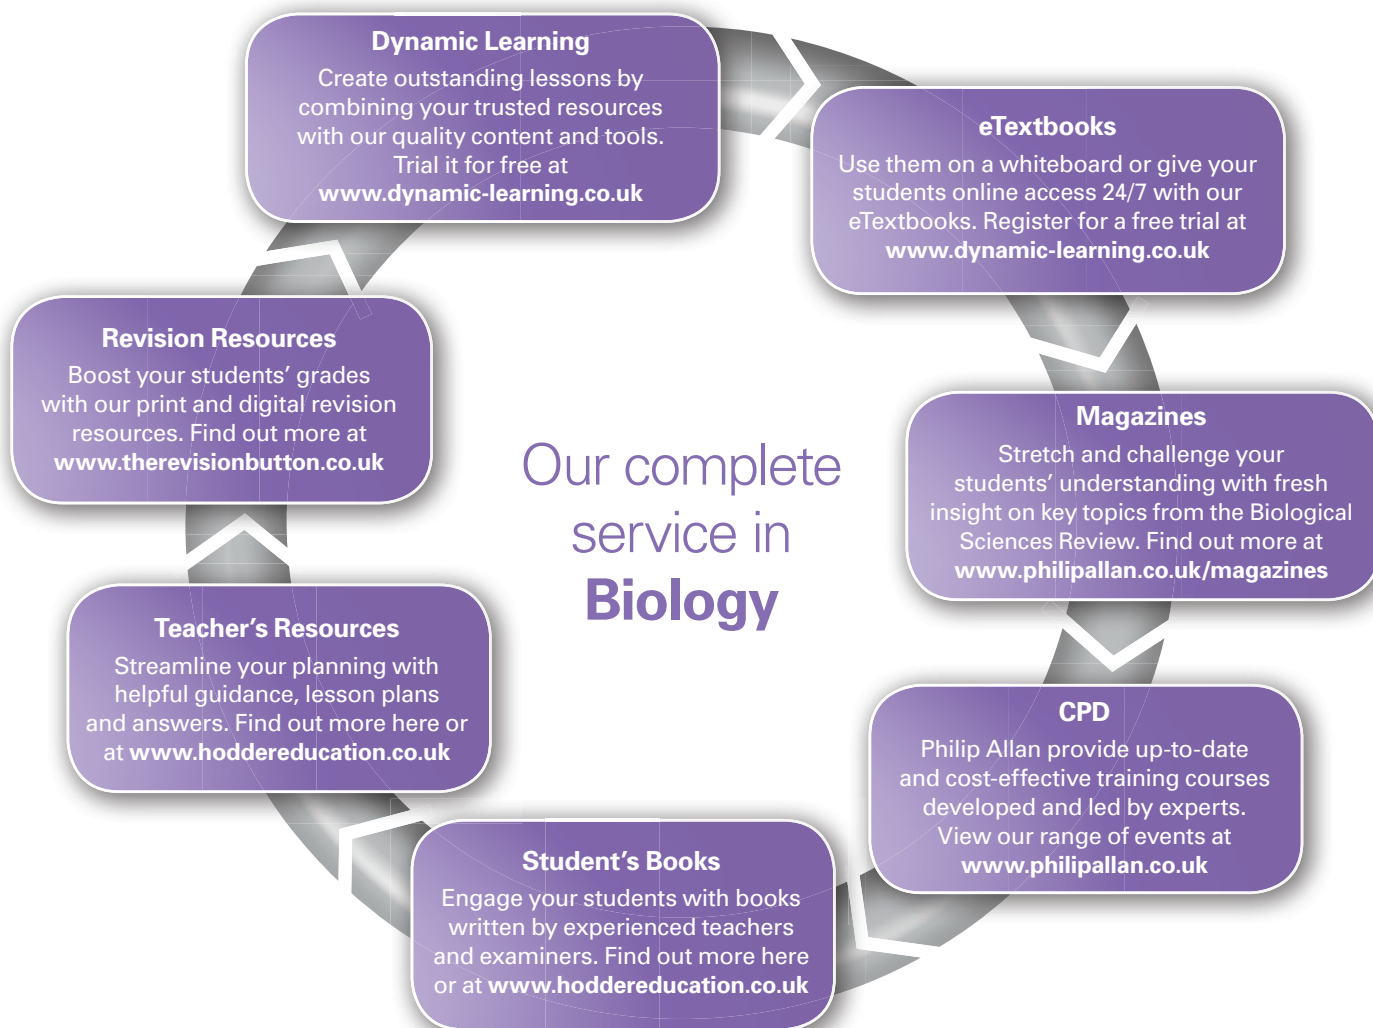 Dynamic Learning
Create outstanding lessons by
combining your trusted resources
with our quality content and tools.
Trial it for free at
www.dynamic-learning.co.uk
eTextbooks
Use them on a whiteboard or give your
students online access 24/7 with our
eTextbooks. Register for a free trial at
www.dynamic-learning.co.uk
Magazines
Stretch and challenge your
students’ understanding with fresh
insight on key topics from the Biological
Sciences Review. Find out more at
www.philipallan.co.uk/magazines
CPD
Philip Allan provide up-to-date
and cost-effective training courses
developed and led by experts.
View our range of events at
www.philipallan.co.uk
Student’s Books
Engage your students with books
written by experienced teachers
and examiners. Find out more here
or at www.hoddereducation.co.uk
Teacher’s Resources
Streamline your planning with
helpful guidance, lesson plans
and answers. Find out more here or
at www.hoddereducation.co.uk
Revision Resources
Boost your students’ grades
with our print and digital revision
resources. Find out more at
www.therevisionbutton.co.uk
Our complete
service in
Biology